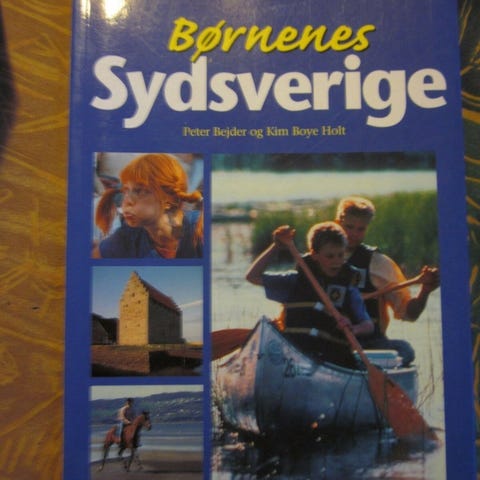 Børnenes
Sydsverige
Peter Bejder og Kim Boye Holt